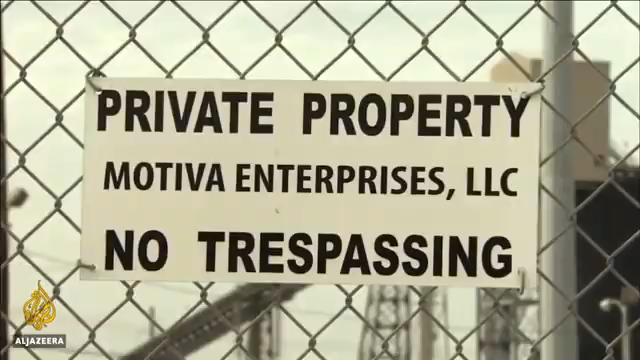 PRIVATE PROPERTY
MOTIVA ENTERPRISES, LLC
NO TRESPASSING
ALJAZEERA